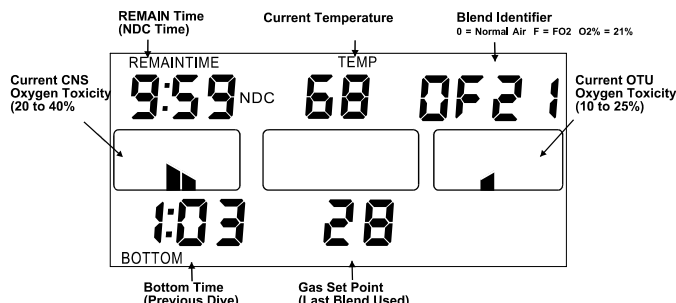 REMAIN Time
(NDC Time)
Current Temperature
Blend Identifier
0 = Normal Air F = FO2 O2% = 21%
REMAINTIME
TEMP
Current CNS
Oxygen Toxicity
(20 to 40%
9:59 NDC
68
0F21
Current OTU
Oxygen Toxicity
(10 to 25%)
1:03
28
BOTTOM
Bottom Time
(Previous Dive)
Gas Set Point
(Last Blend Used)